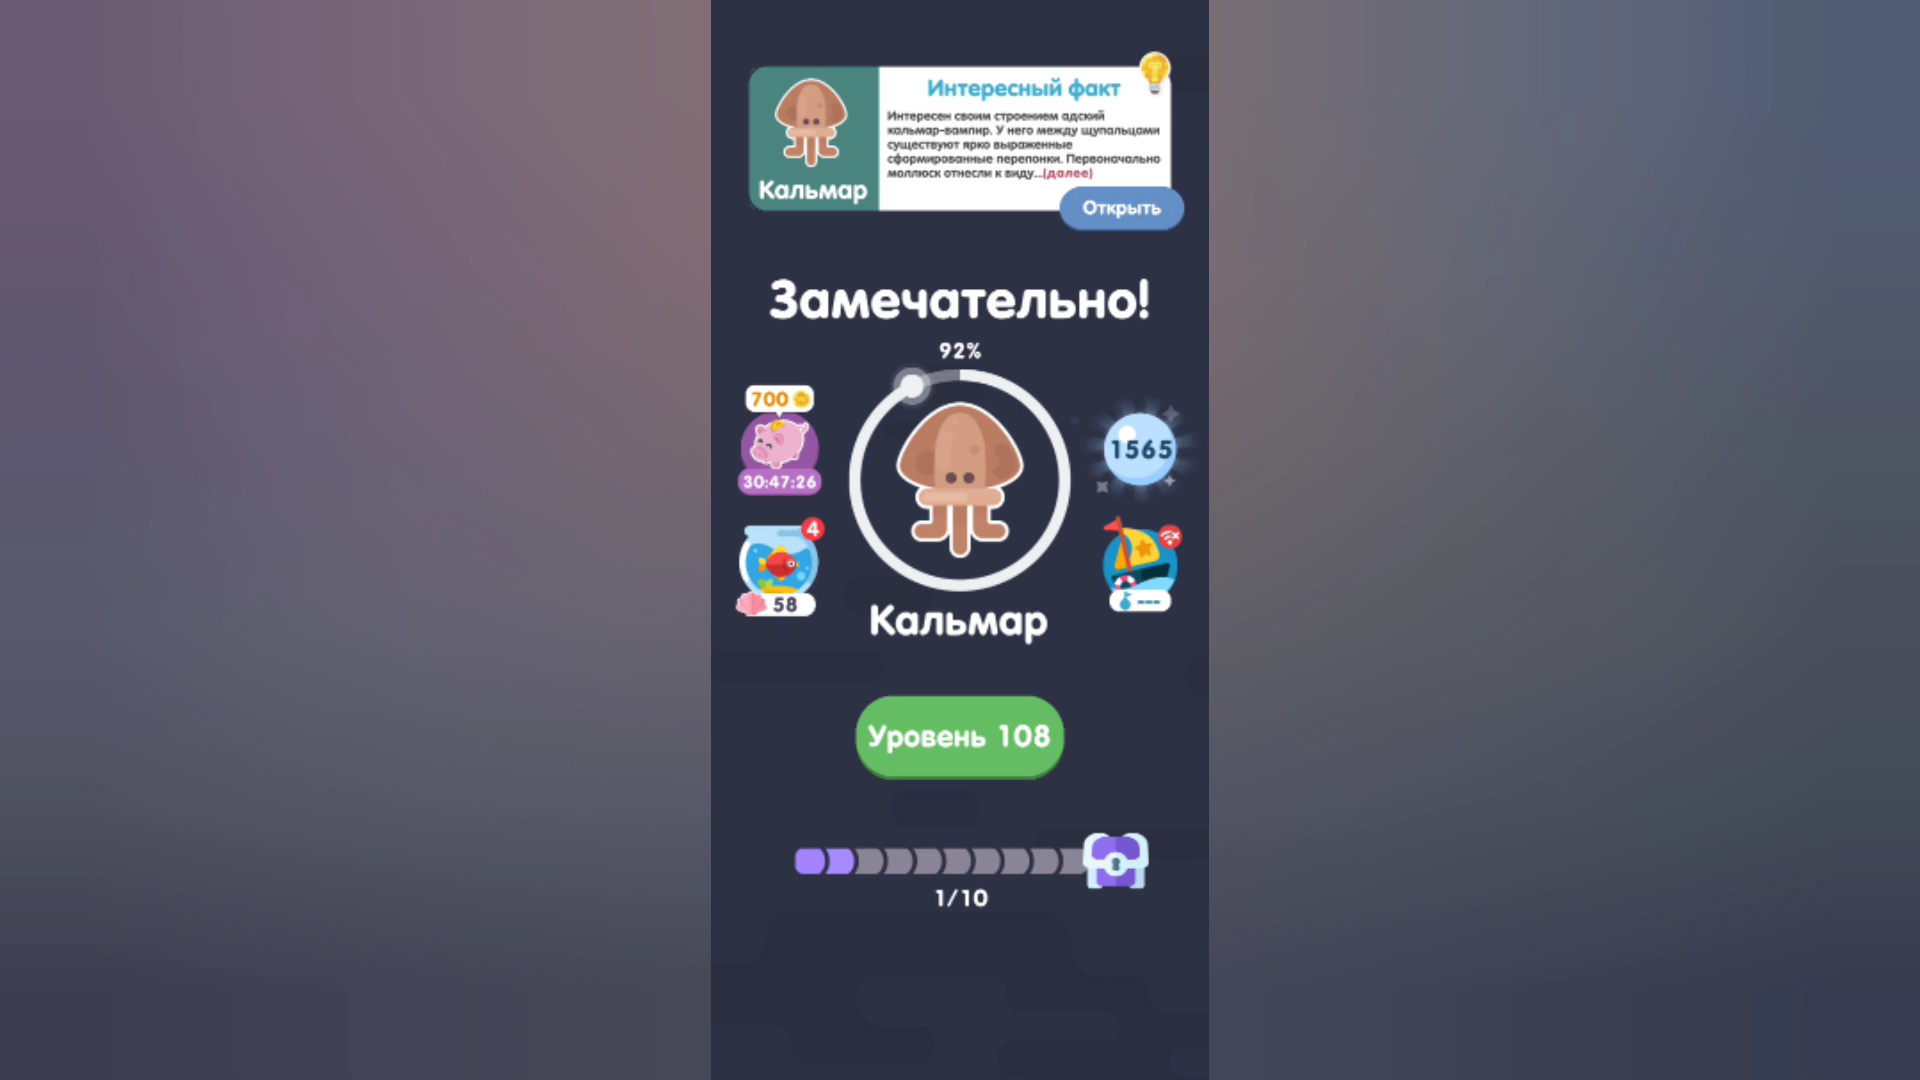 Интересный факт
Интересен своим строением адский
кальмар-вампир. У него между щупальцами
существуют ярко выраженные
сформированные перепонки. Первоначально
моллюск отнесли к виду...(далее)
Кальмар
Открыть
Замечательно!
92%
700
1565
30:47:26
4
58
---
Кальмар
Уровень 108
1/10